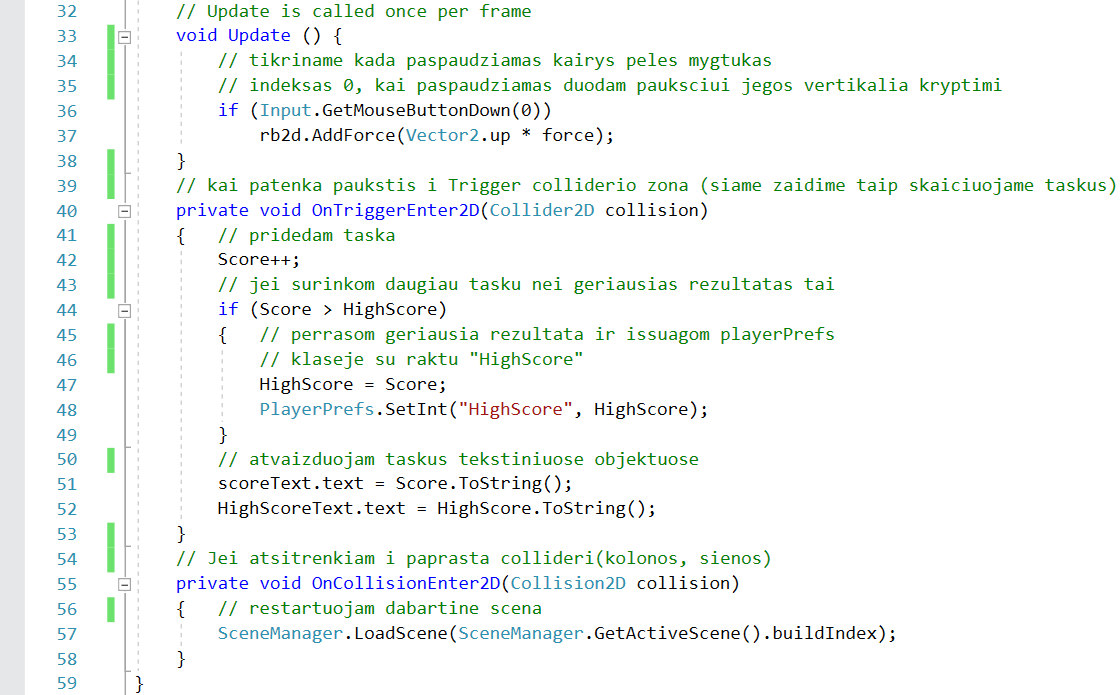 32 // Update is called once per frame
33 void Update () {
34 // tikriname kada paspaudziamas kairys peles mygtukas
35 // indeksas 0, kai paspaudziamas duodam pauksciui jegos vertikalia kryptimi
36 if (Input.GetMouseButtonDown(0))
37 rb2d.AddForce(Vector2.up * force);
38 }
39 // kai patenka paukstis i Trigger colliderio zona (siame zaidime taip skaiciuojame taskus)
40 private void OnTriggerEnter2D(Collider2D collision)
41 { // pridedam taska
42 Score++;
43 // jei surinkom daugiau tasku nei geriausias rezultatas tai
44 if (Score > HighScore)
45 { // perrasom geriausia rezultata ir issuagom playerPrefs
46 // klaseje su raktu "HighScore"
47 HighScore = Score;
48 PlayerPrefs.SetInt("HighScore", HighScore);
49 }
50 // atvaizduojam taskus tekstiniuose objektuose
51 scoreText.text = Score.ToString();
52 HighScoreText.text = HighScore.ToString();
53 }
54 // Jei atsitrenkiam i paprasta collideri(kolonos, sienos)
55 private void OnCollisionEnter2D(Collision2D collision)
56 { // restartuojam dabartine scena
57 SceneManager.LoadScene(SceneManager.GetActiveScene().buildIndex);
58 }
59 }